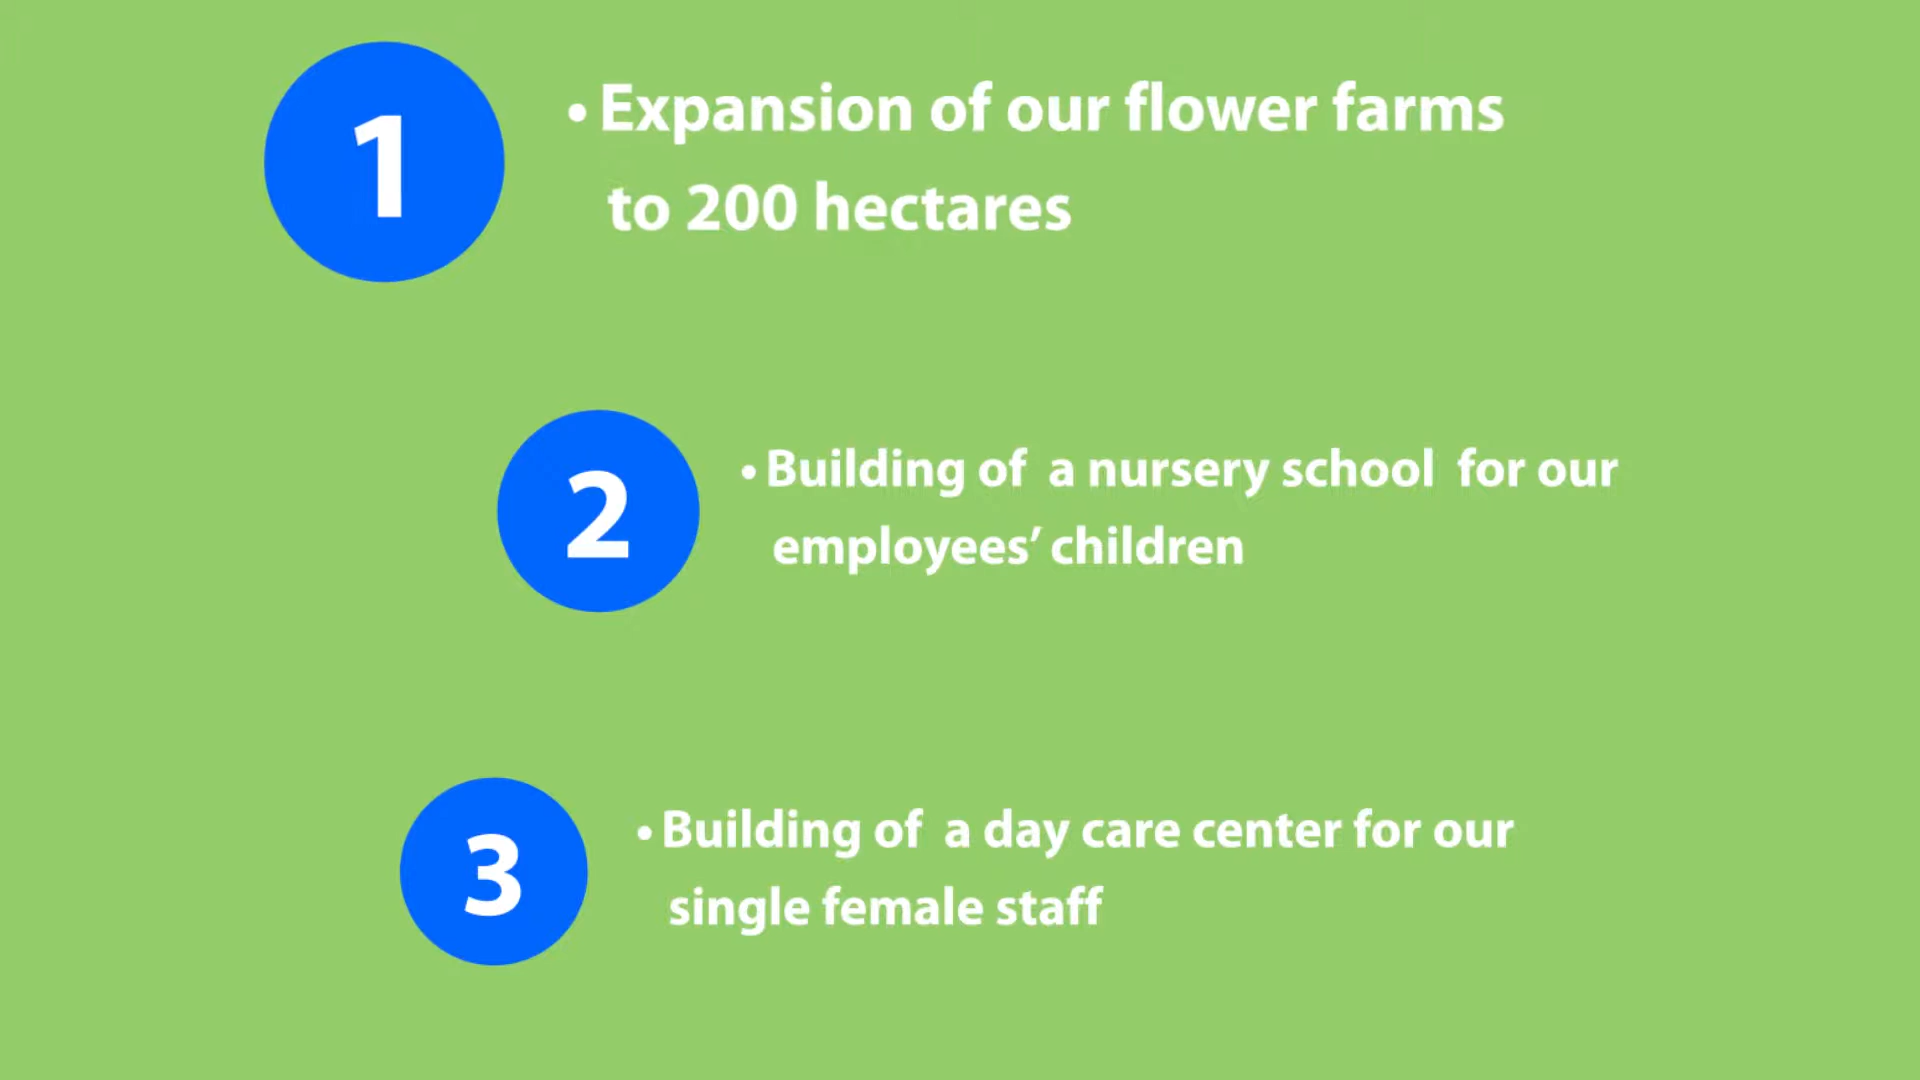 1
• Expansion of our flower farms
to 200 hectares
2
• Building of a nursery school for our
employees’ children
3
• Building of a day care center for our
single female staff